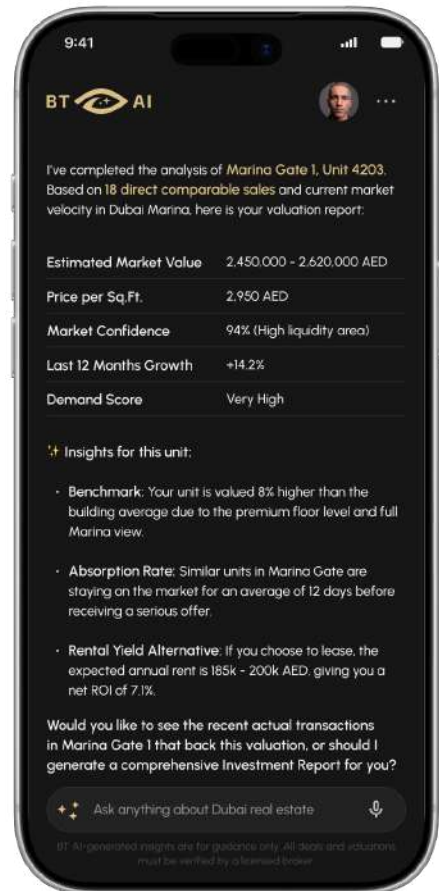 9:41
BT AI
I've completed the analysis of Marina Gate 1, Unit 4203.
Based on 18 direct comparable sales and current market
velocity in Dubai Marina, here is your valuation report:
Estimated Market Value 2,450,000 - 2,620,000 AED
Price per Sq.Ft. 2,950 AED
Market Confidence 94% (High liquidity area)
Last 12 Months Growth +14.2%
Demand Score Very High
Insights for this unit:
• Benchmark: Your unit is valued 8% higher than the
building average due to the premium floor level and full
Marina view.
• Absorption Rate: Similar units in Marina Gate are
staying on the market for an average of 12 days before
receiving a serious offer.
• Rental Yield Alternative: If you choose to lease, the
expected annual rent is 185k - 200k AED, giving you a
net ROI of 7.1%.
Would you like to see the recent actual transactions
in Marina Gate 1 that back this valuation, or should I
generate a comprehensive Investment Report for you?
Ask anything about Dubai real estate
BT AI-generated insights are for guidance only. All deals and valuations
must be verified by a licensed broker.